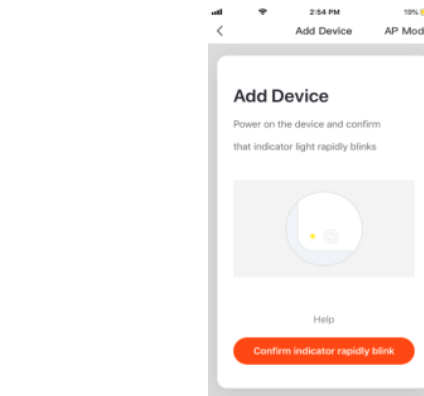 2:54 PM
19%
Add Device
AP Mod
Add Device
Power on the device and confirm
that indicator light rapidly blinks
Help
Confirm indicator rapidly blink